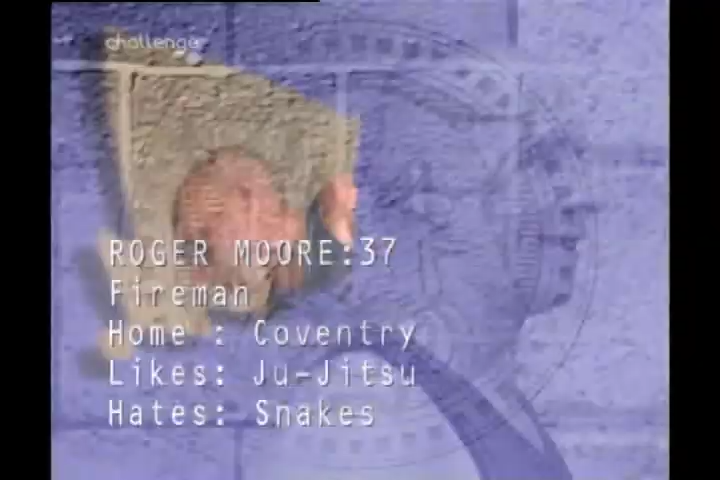 challenge
ROGER MOORE:37
Fireman
Home : Coventry
Likes: Ju-Jitsu
Hates: Snakes